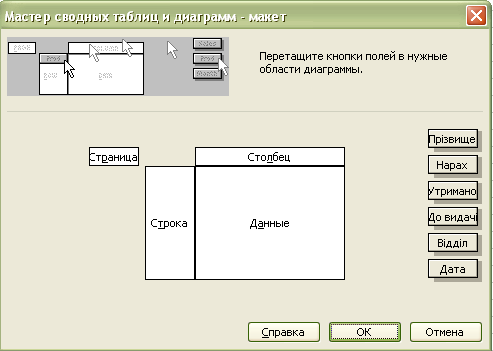 Мастер сводных таблиц и диаграмм - макет
Перетащите кнопки полей в нужные
области диаграммы.
Страница
Столбец
Строка
Данные
Прізвище
Нарах
Утримано
До видачі
Відділ
Дата
Справка
ОК
Отмена